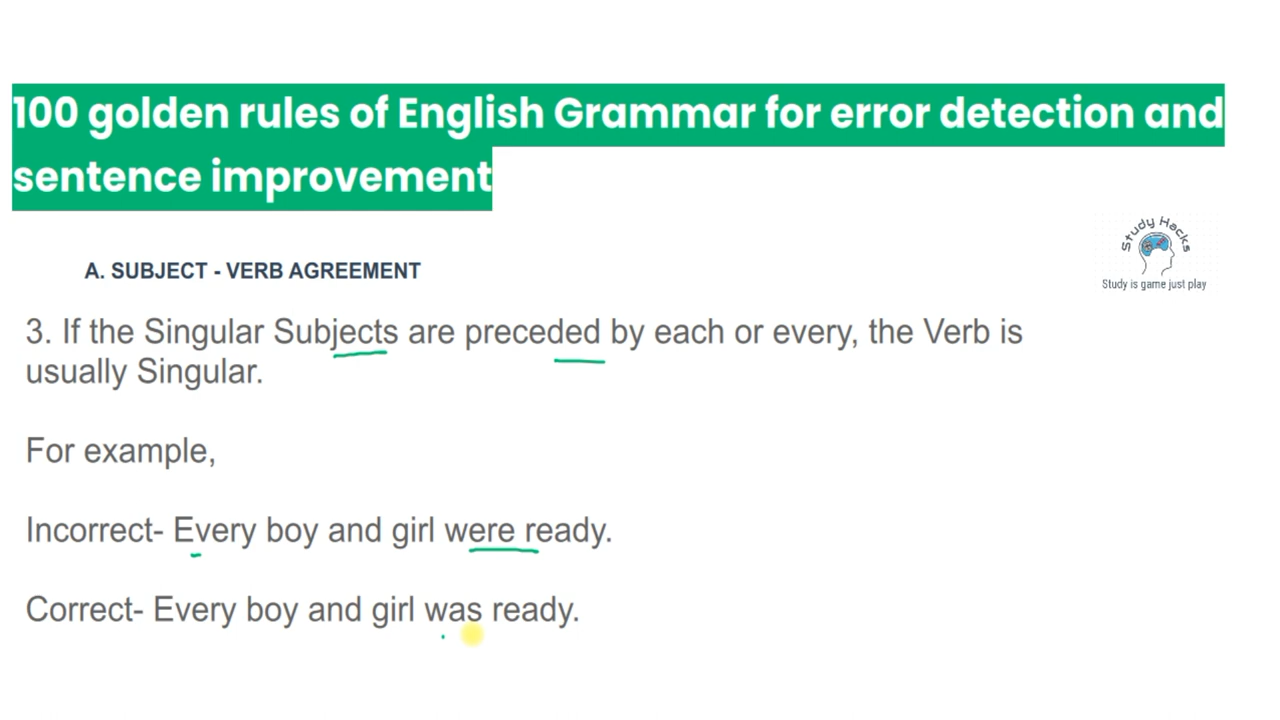 100 golden rules of English Grammar for error detection and
sentence improvement
Study Hacks
Study is game just play
A. SUBJECT - VERB AGREEMENT
3. If the Singular Subjects are preceded by each or every, the Verb is
usually Singular.
For example,
Incorrect- Every boy and girl were ready.
Correct- Every boy and girl was ready.